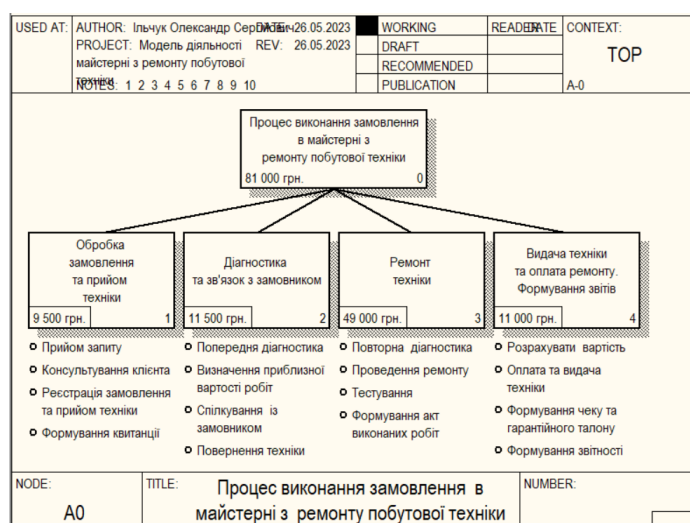 USED AT:
AUTHOR: Ільчук Олександр Сергійович
DATE: 26.05.2023
WORKING
READER
DATE
CONTEXT:
PROJECT: Модель діяльності
REV: 26.05.2023
DRAFT
TOP
майстерні з ремонту побутової
RECOMMENDED
техніки
NOTES: 1 2 3 4 5 6 7 8 9 10
PUBLICATION
A-0
Процес виконання замовлення
в майстерні з
ремонту побутової техніки
81 000 грн. 0
Обробка
замовлення
та прийом
техніки
9 500 грн. 1
Діагностика
та зв'язок з замовником
11 500 грн. 2
Ремонт
техніки
49 000 грн. 3
Видача техніки
та оплата ремонту.
Формування звітів
11 000 грн. 4
Прийом запиту
Консультування клієнта
Реєстрація замовлення
та прийом техніки
Формування квитанції
Попередня діагностика
Визначення приблизної
вартості робіт
Спілкування із
замовником
Повернення техніки
Повторна діагностика
Проведення ремонту
Тестування
Формування акт
виконаних робіт
Розрахувати вартість
Оплата та видача
техніки
Формування чеку та
гарантійного талону
Формування звітності
NODE:
A0
TITLE:
Процес виконання замовлення в
майстерні з ремонту побутової техніки
NUMBER: